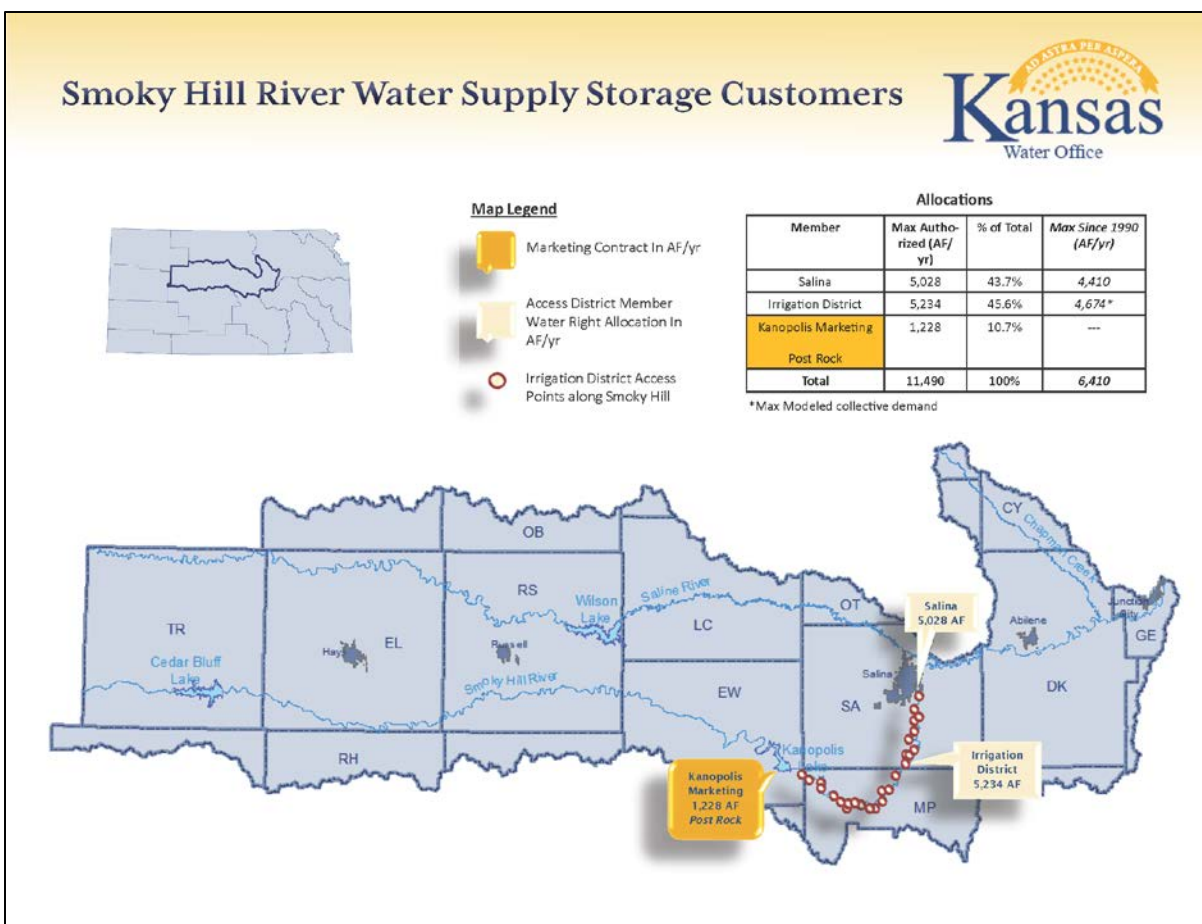 Smoky Hill River Water Supply Storage Customers
AD ASTRA PER ASPERA
Kansas
Water Office
Map Legend
Marketing Contract In AF/yr
Access District Member
Water Right Allocation In
AF/yr
Irrigation District Access
Points along Smoky Hill
Allocations
Member
Max Autho-
rized (AF/
yr)
% of Total
Max Since 1990
(AF/yr)
Salina
5,028
43.7%
4,410
Irrigation District
5,234
45.6%
4,674*
Kanopolis Marketing
Post Rock
1,228
10.7%
---
Total
11,490
100%
6,410
*Max Modeled collective demand
OB
CY
Chapman Creek
RS
Wilson
Lake
Saline River
OT
Salina
5,028 AF
Junction
City
TR
EL
Hays
Russell
LC
Abilene
GE
Cedar Bluff
Lake
Smoky Hill River
EW
Salina
SA
DK
RH
Kanopolis
Lake
Irrigation
District
5,234 AF
Kanopolis
Marketing
1,228 AF
Post Rock
MP